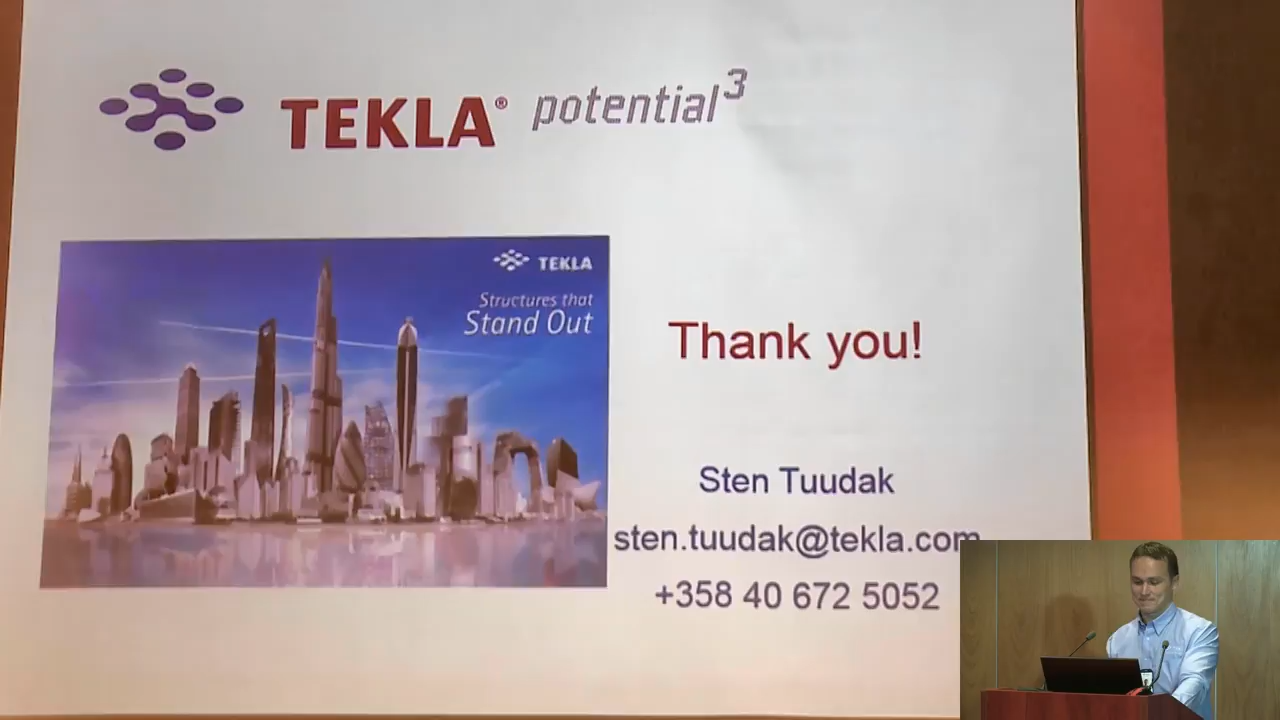 TEKLA® potential³
TEKLA
Structures that
Stand Out
Thank you!
Sten Tuudak
sten.tuudak@tekla.com
+358 40 672 5052